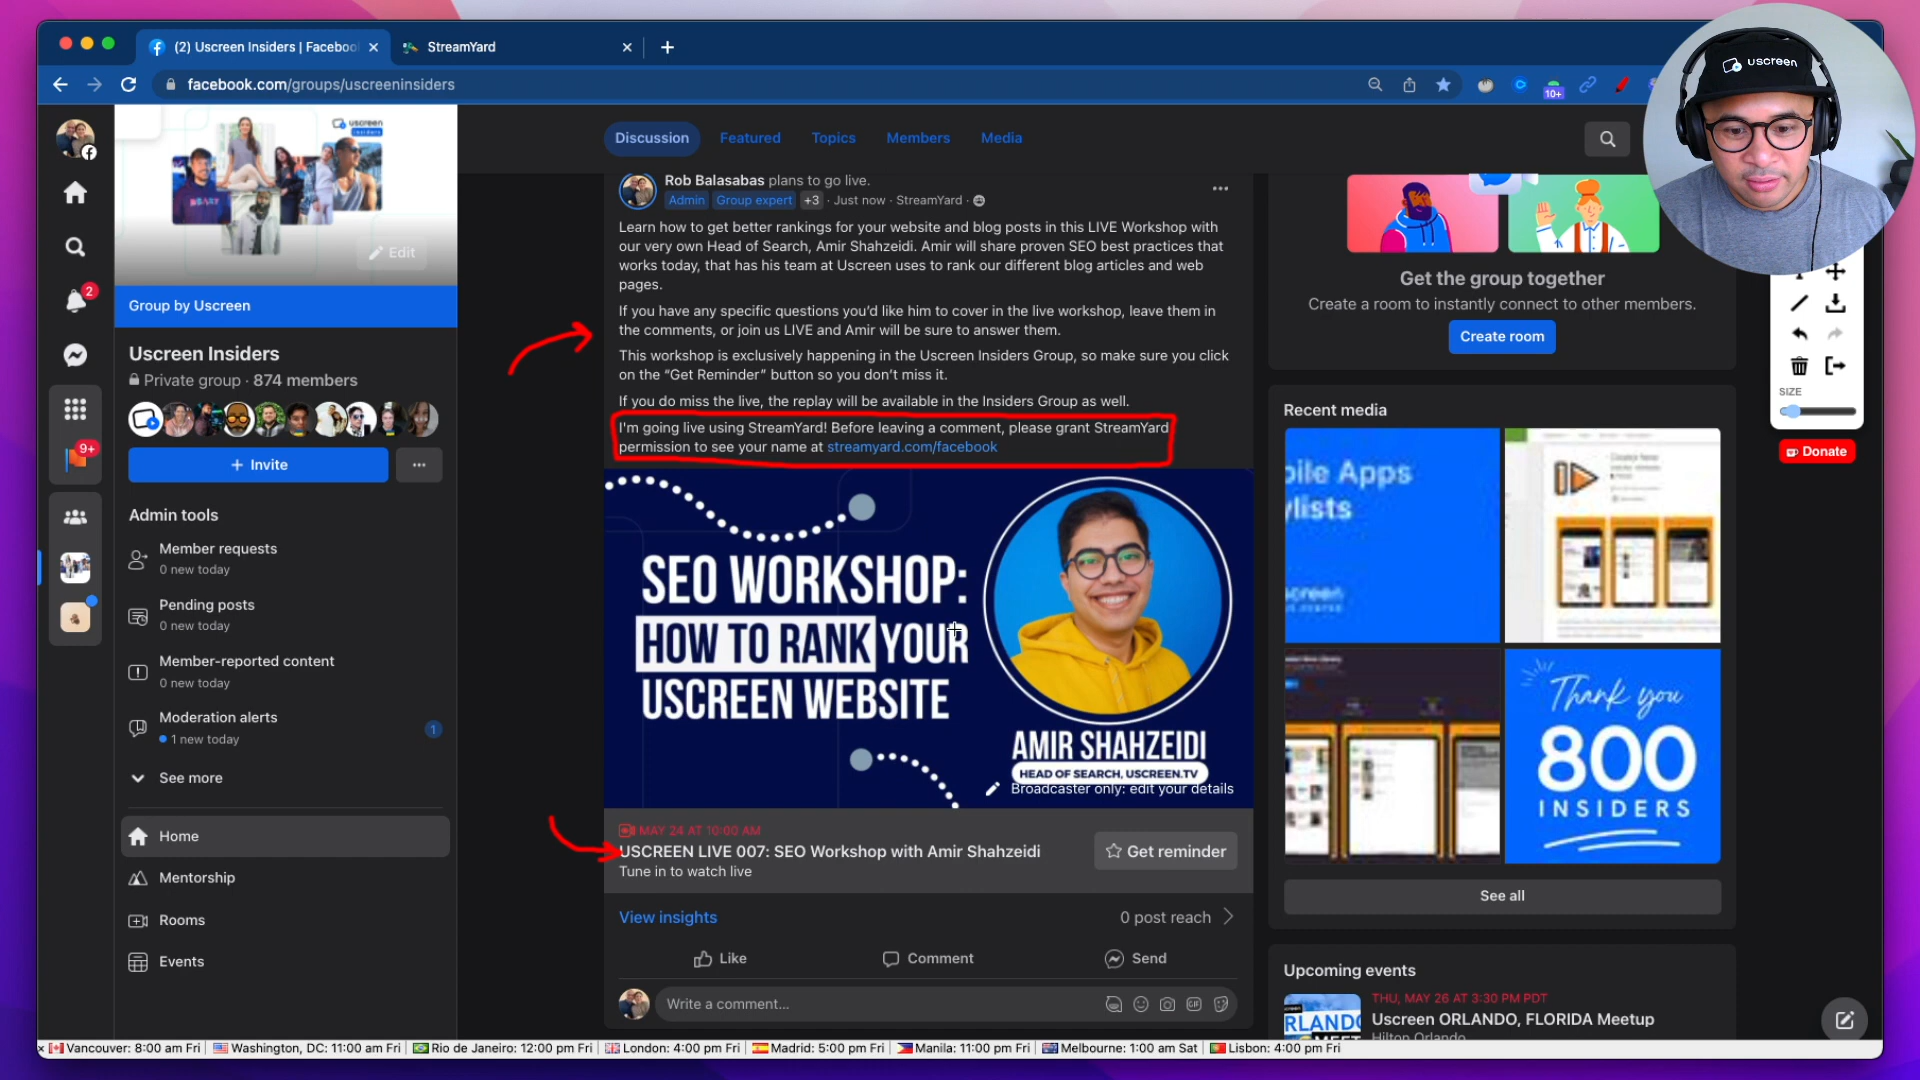 (2) Uscreen Insiders | Faceboo
StreamYard
facebook.com/groups/uscreeninsiders
10+
uscreen
Discussion
Featured
Topics
Members
Media
uscreen
Insiders
Edit
Group by Uscreen
Uscreen Insiders
Private group · 874 members
+ Invite
2
9+
Admin tools
Member requests
0 new today
Pending posts
0 new today
Member-reported content
0 new today
Moderation alerts
1 new today
1
See more
Home
Mentorship
Rooms
Events
Rob Balasabas plans to go live.
Admin Group expert +3 · Just now · StreamYard ·
Learn how to get better rankings for your website and blog posts in this LIVE Workshop with
our very own Head of Search, Amir Shahzeidi. Amir will share proven SEO best practices that
works today, that has his team at Uscreen uses to rank our different blog articles and web
pages.
If you have any specific questions you'd like him to cover in the live workshop, leave them in
the comments, or join us LIVE and Amir will be sure to answer them.
This workshop is exclusively happening in the Uscreen Insiders Group, so make sure you click
on the “Get Reminder” button so you don't miss it.
If you do miss the live, the replay will be available in the Insiders Group as well.
I'm going live using StreamYard! Before leaving a comment, please grant StreamYard
permission to see your name at streamyard.com/facebook
SEO WORKSHOP:
HOW TO RANK YOUR
USCREEN WEBSITE
AMIR SHAHZEIDI
HEAD OF SEARCH, USCREEN.TV
Broadcaster only: edit your details
MAY 24 AT 10:00 AM
USCREEN LIVE 007: SEO Workshop with Amir Shahzeidi
Tune in to watch live
Get reminder
View insights
0 post reach
Like
Comment
Send
Write a comment...
GIF
Get the group together
Create a room to instantly connect to other members.
Create room
Recent media
bile Apps
ylists
Thank you
800
INSIDERS
See all
Upcoming events
RLANDO
THU, MAY 26 AT 3:30 PM PDT
Uscreen ORLANDO, FLORIDA Meetup
Hilton Orlando
SIZE
Donate
Vancouver: 8:00 am Fri
Washington, DC: 11:00 am Fri
Rio de Janeiro: 12:00 pm Fri
London: 4:00 pm Fri
Madrid: 5:00 pm Fri
Manila: 11:00 pm Fri
Melbourne: 1:00 am Sat
Lisbon: 4:00 pm Fri